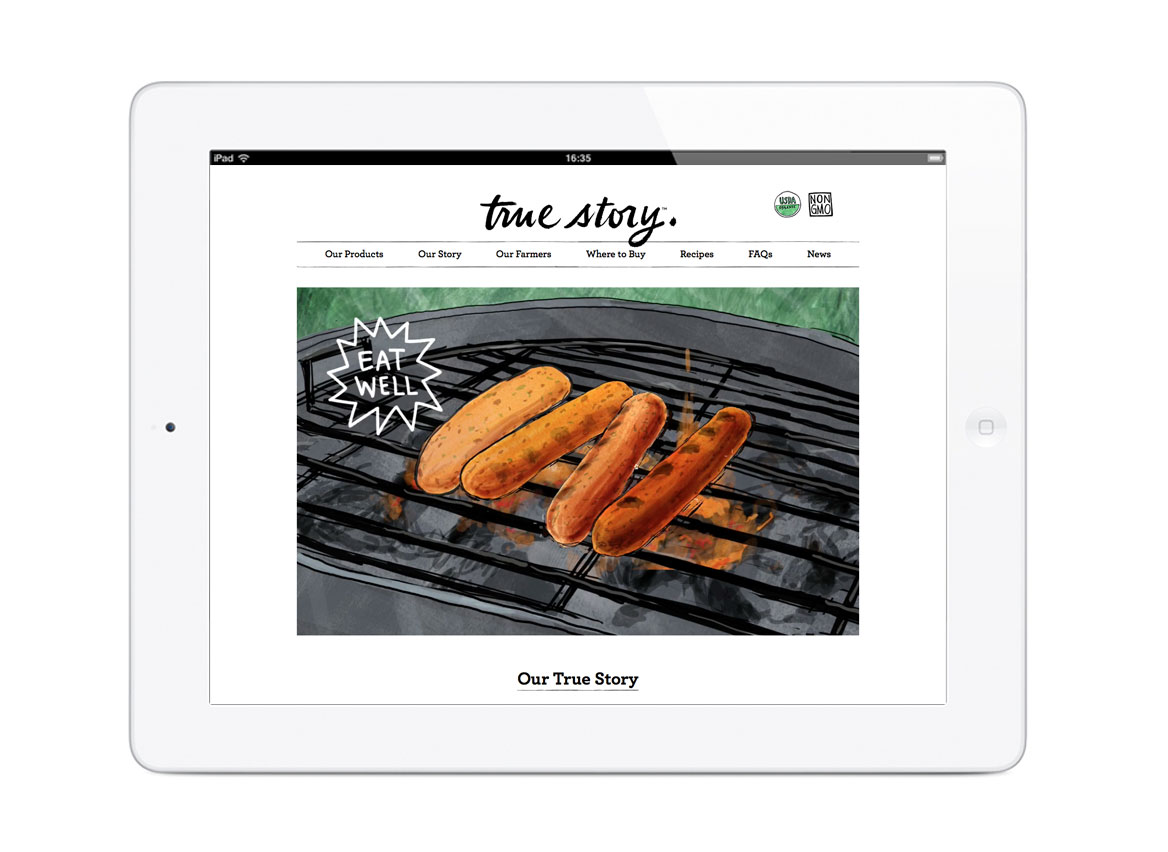 iPad
16:35
true story.™
USDA
ORGANIC
NON
GMO
Our Products Our Story Our Farmers Where to Buy Recipes FAQs News
EAT
WELL
Our True Story